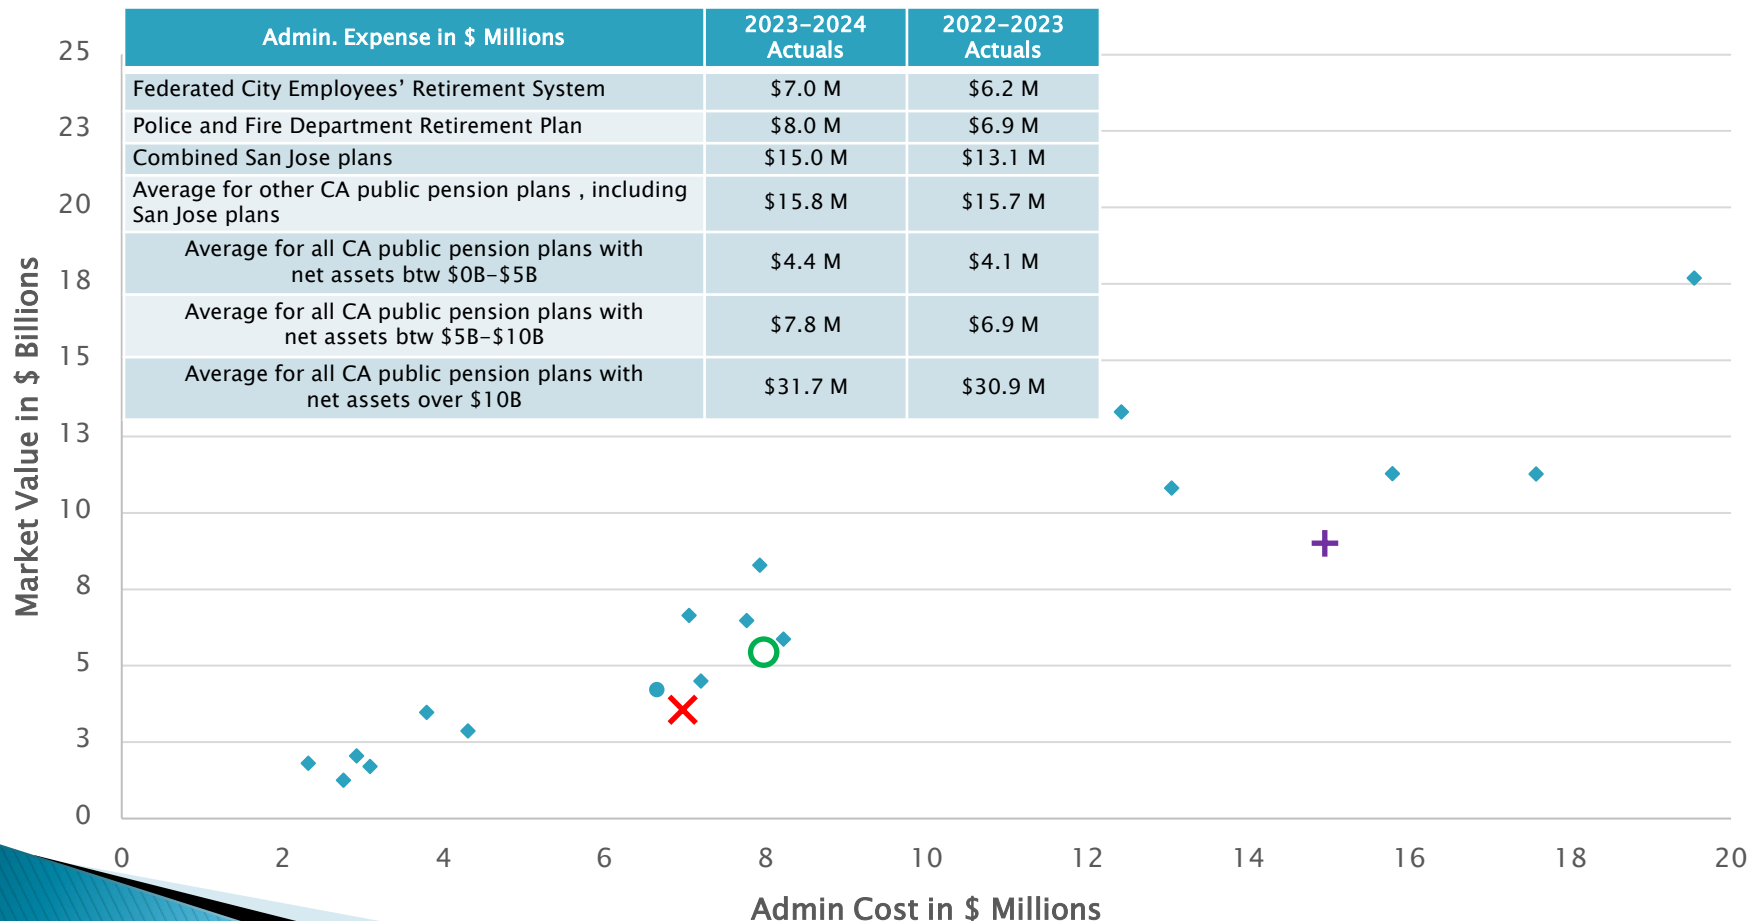 Admin. Expense in $ Millions
2023-2024
Actuals
2022-2023
Actuals
Federated City Employees’ Retirement System
$7.0 M
$6.2 M
Police and Fire Department Retirement Plan
$8.0 M
$6.9 M
Combined San Jose plans
$15.0 M
$13.1 M
Average for other CA public pension plans , including
San Jose plans
$15.8 M
$15.7 M
Average for all CA public pension plans with
net assets btw $0B-$5B
$4.4 M
$4.1 M
Average for all CA public pension plans with
net assets btw $5B-$10B
$7.8 M
$6.9 M
Average for all CA public pension plans with
net assets over $10B
$31.7 M
$30.9 M
Market Value in $ Billions
25
23
20
18
15
13
10
8
5
3
0
0 2 4 6 8 10 12 14 16 18 20
Admin Cost in $ Millions